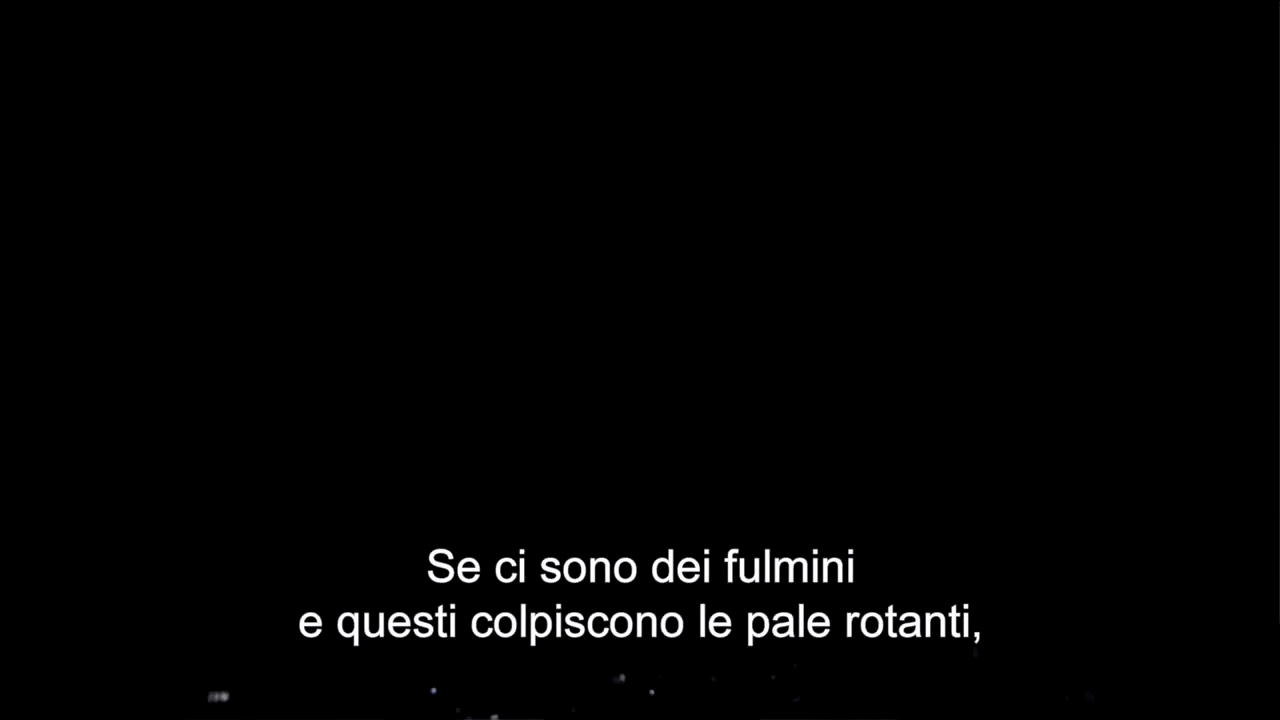 Se ci sono dei fulmini
e questi colpiscono le pale rotanti,